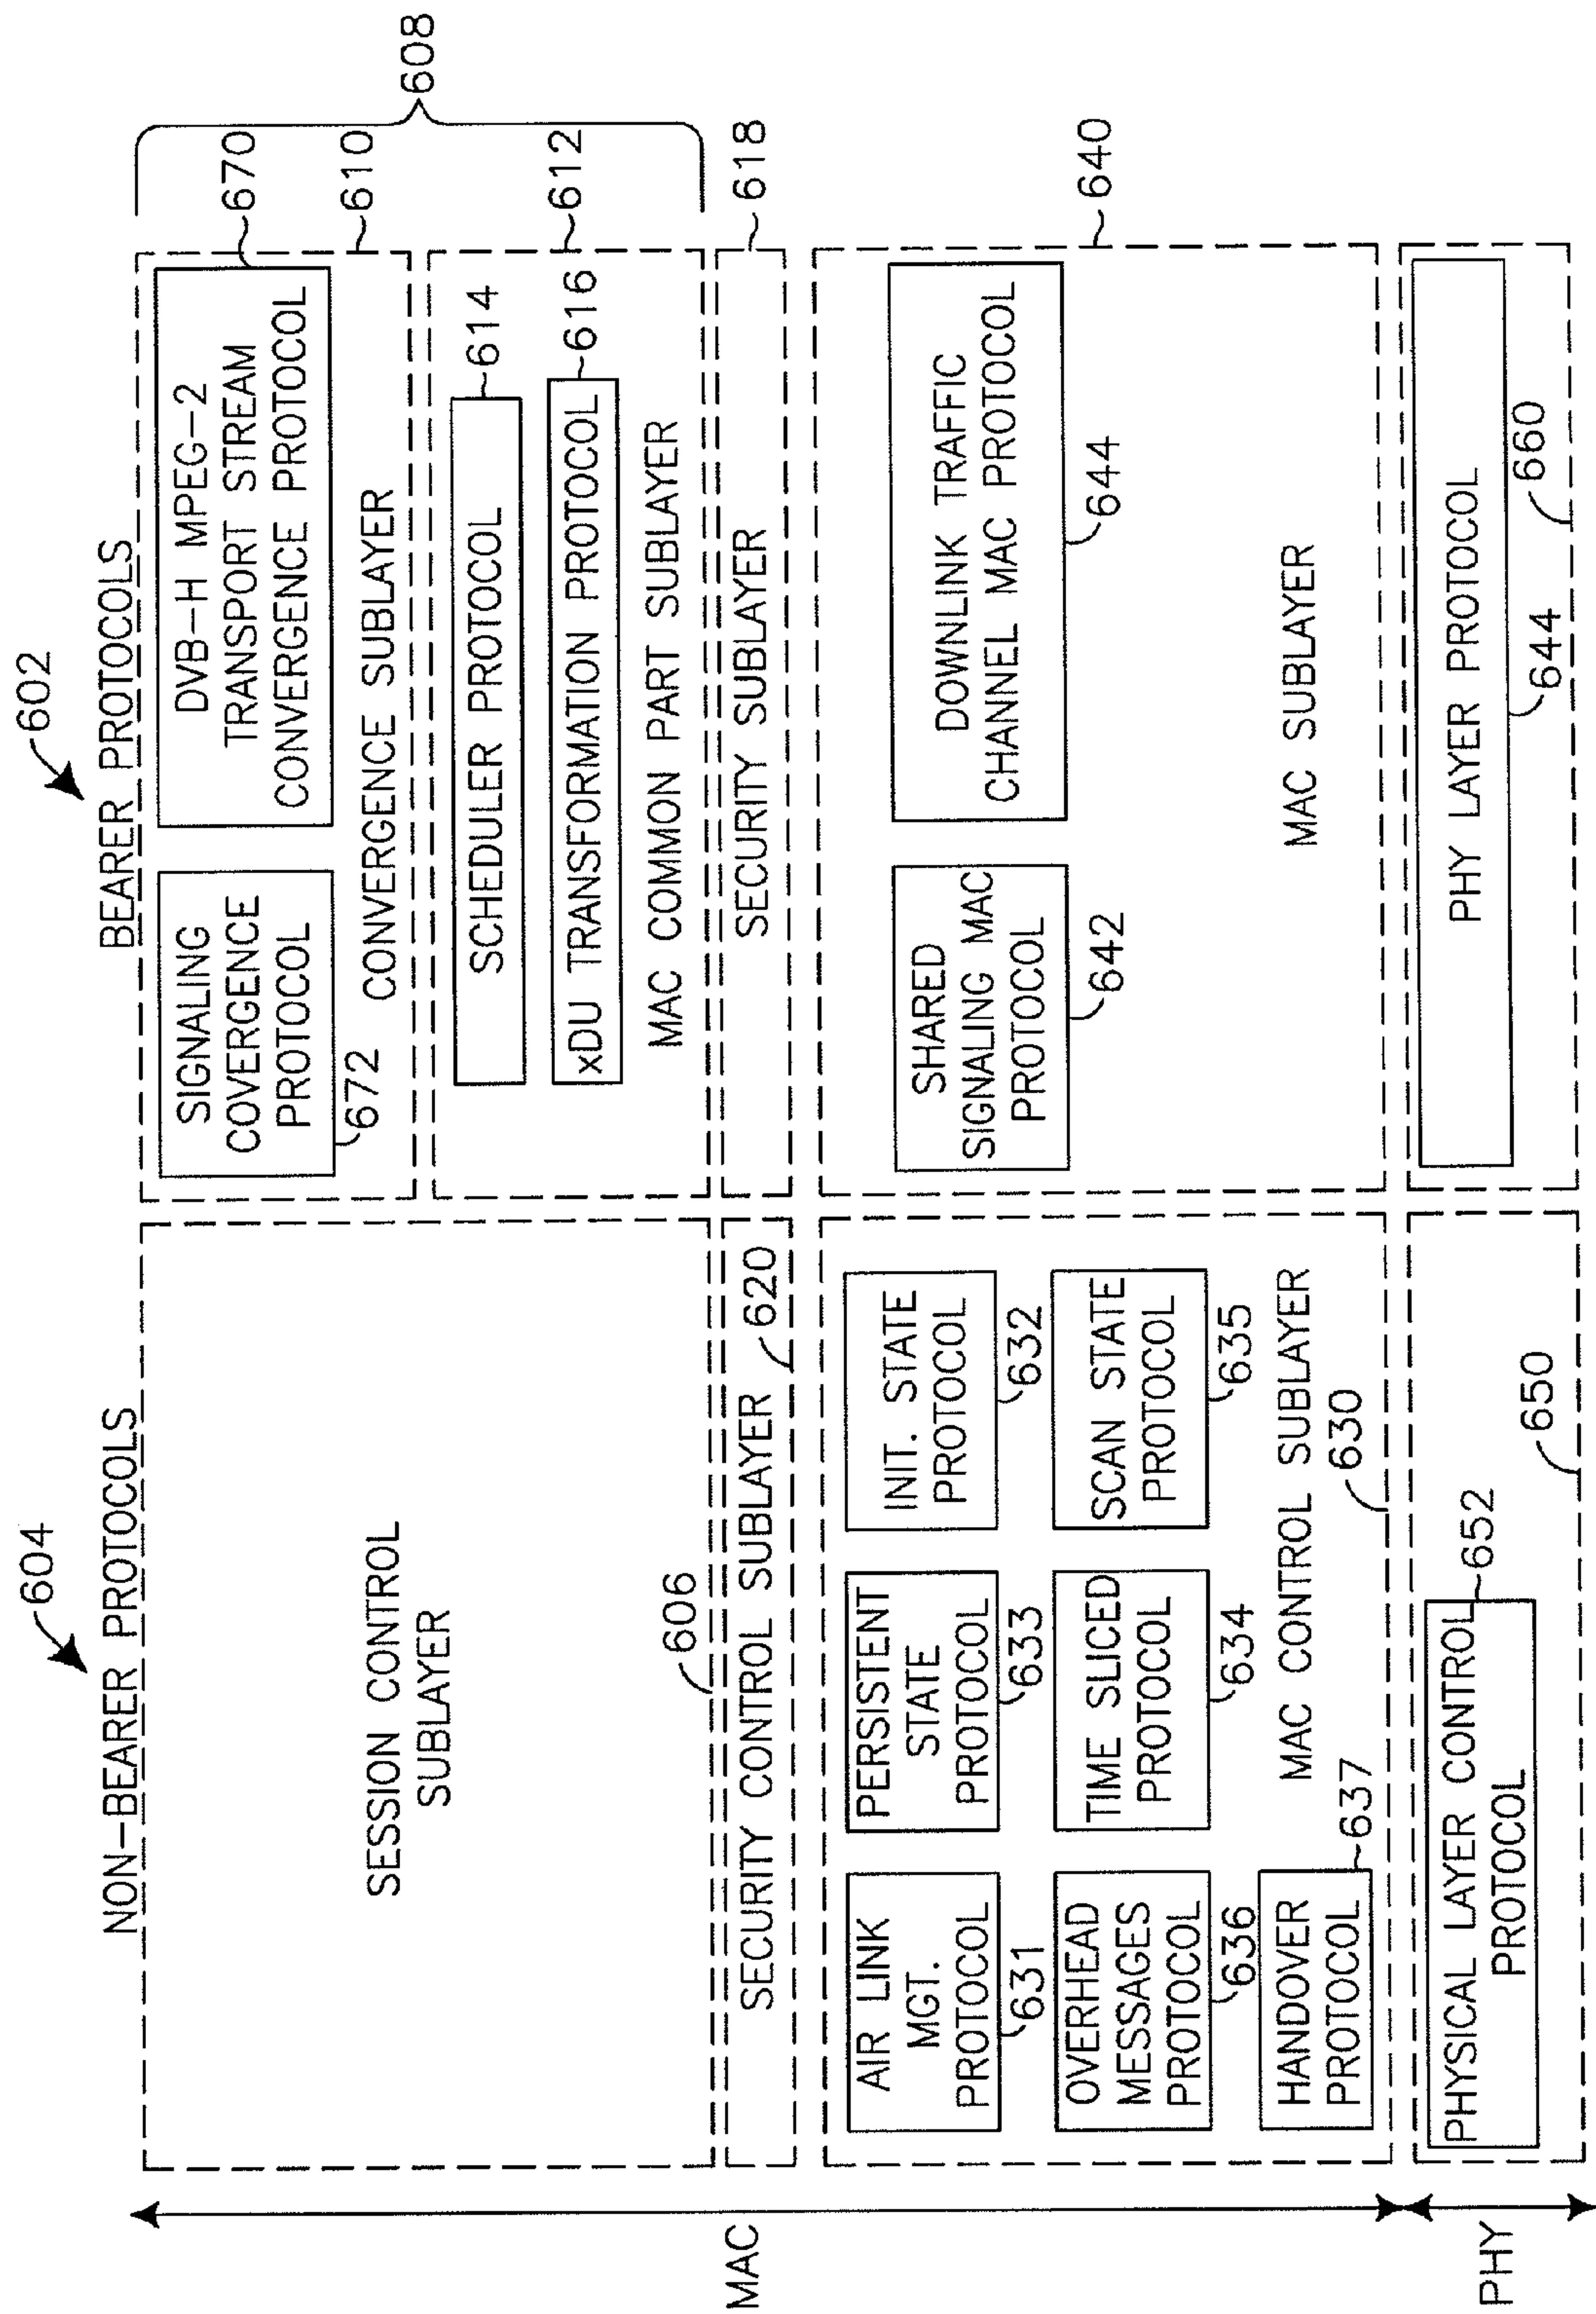 602
604
BEARER PROTOCOLS
NON-BEARER PROTOCOLS
SESSION CONTROL
SUBLAYER
606
SIGNALING
COVERGENCE
PROTOCOL
672
DVB-H MPEG-2
TRANSPORT STREAM
CONVERGENCE PROTOCOL
670
CONVERGENCE SUBLAYER
610
608
SCHEDULER PROTOCOL
614
xDU TRANSFORMATION PROTOCOL
616
MAC COMMON PART SUBLAYER
612
SECURITY CONTROL SUBLAYER
620
SECURITY SUBLAYER
618
MAC
AIR LINK
MGT.
PROTOCOL
631
PERSISTENT
STATE
PROTOCOL
633
INIT. STATE
PROTOCOL
632
OVERHEAD
MESSAGES
PROTOCOL
636
TIME SLICED
PROTOCOL
634
SCAN STATE
PROTOCOL
635
HANDOVER
PROTOCOL
637
MAC CONTROL SUBLAYER
630
SHARED
SIGNALING MAC
PROTOCOL
642
DOWNLINK TRAFFIC
CHANNEL MAC PROTOCOL
644
MAC SUBLAYER
640
PHY
PHYSICAL LAYER CONTROL
PROTOCOL
652
650
PHY LAYER PROTOCOL
644
660